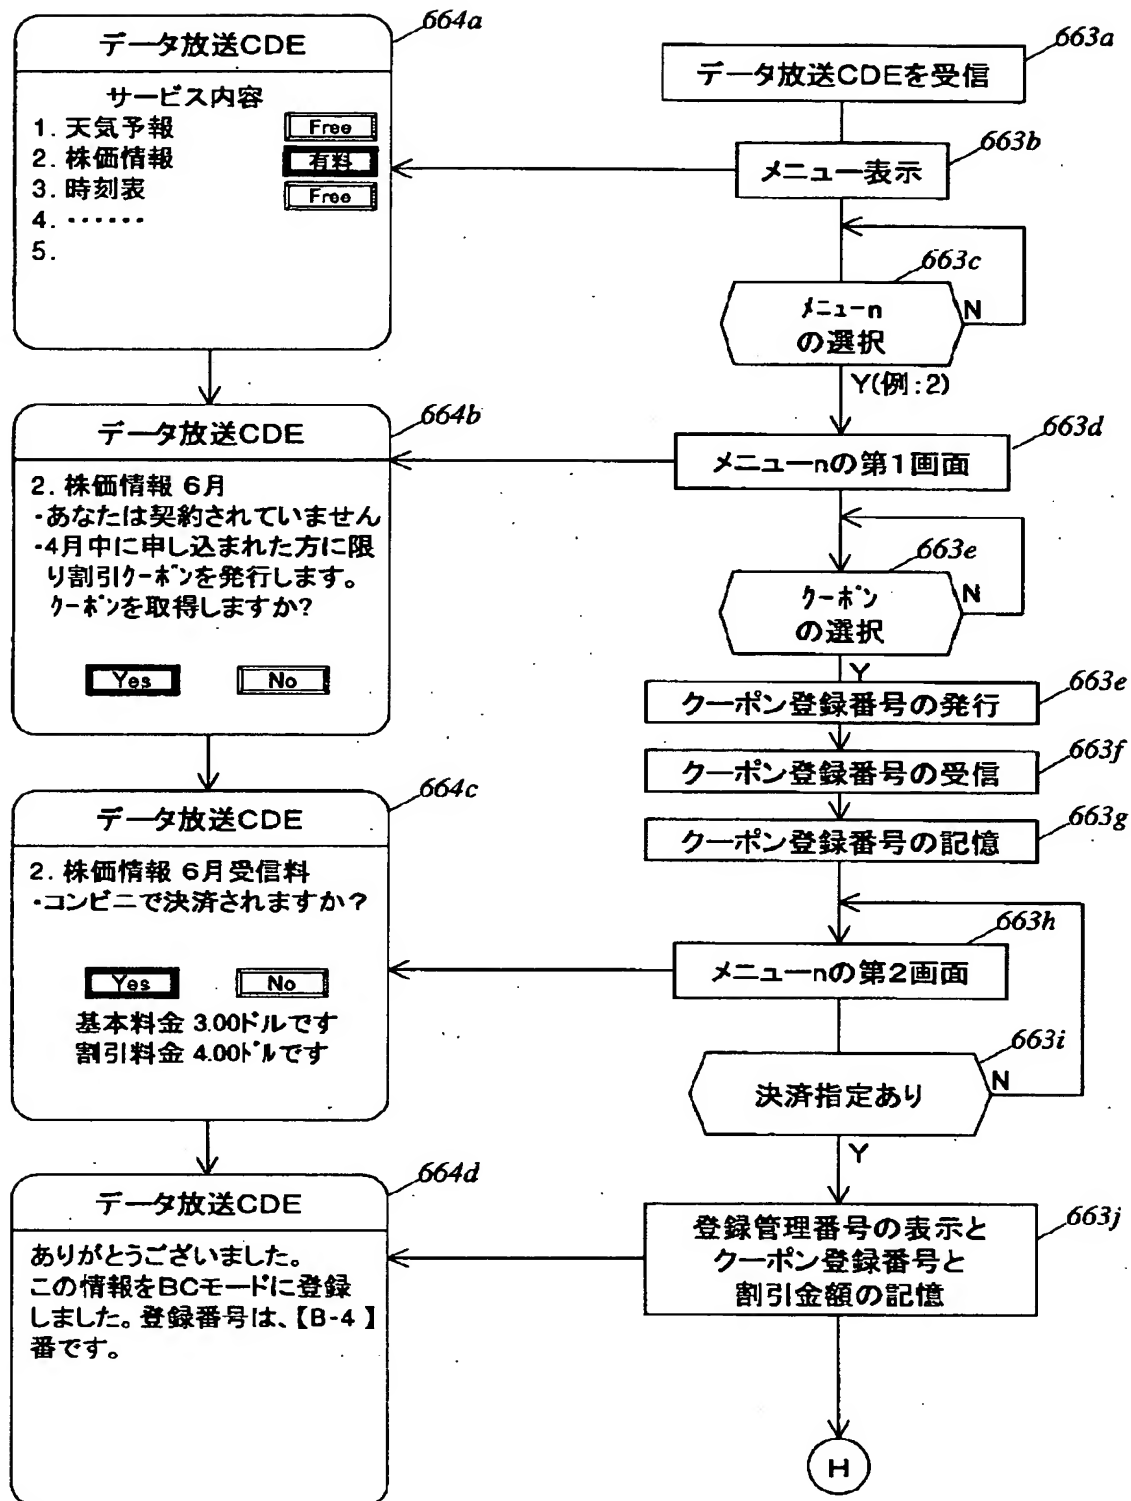 664a
データ放送CDE
サービス内容
1. 天気予報 Free
2. 株価情報 有料
3. 時刻表 Free
4. ‥‥‥
5.
664b
データ放送CDE
2. 株価情報 6月
・あなたは契約されていません
・4月中に申し込まれた方に限
り割引ｸｰﾎﾟﾝを発行します。
ｸｰﾎﾟﾝを取得しますか?
Yes No
664c
データ放送CDE
2. 株価情報 6月受信料
・コンビニで決済されますか？
Yes No
基本料金 3.00ﾄﾞﾙです
割引料金 4.00ﾄﾞﾙです
664d
データ放送CDE
ありがとうございました。
この情報をBCモードに登録
しました。登録番号は、【B-4 】
番です。
663a
データ放送CDEを受信
663b
メニュー表示
663c
ﾒﾆｭｰn
の選択
N
Y(例:2)
663d
メニューnの第1画面
663e
ｸｰﾎﾟﾝ
の選択
N
Y
663e
クーポン登録番号の発行
663f
クーポン登録番号の受信
663g
クーポン登録番号の記憶
663h
メニューnの第2画面
663i
決済指定あり
N
Y
663j
登録管理番号の表示と
クーポン登録番号と
割引金額の記憶
H